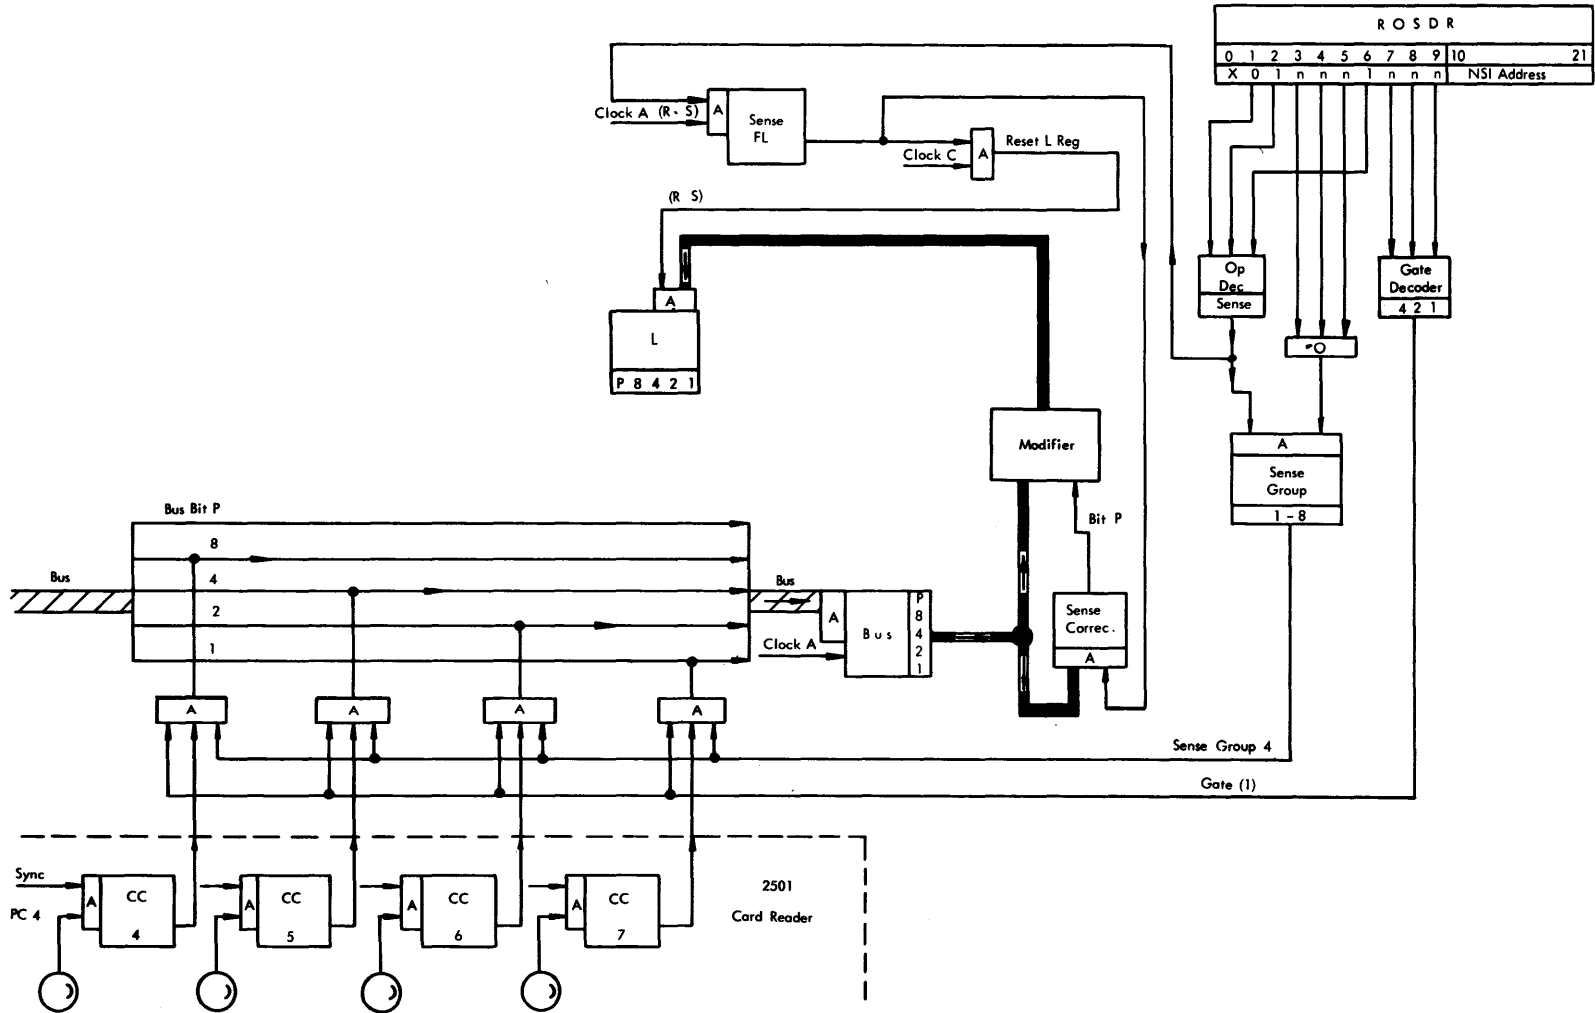 R O S D R
0 1 2 3 4 5 6 7 8 9 10 21
X 0 1 n n n 1 n n n NSI Address
Clock A (R - S)
A
Sense
FL
Clock C
A
Reset L Reg
(R S)
A
L
P 8 4 2 1
Op
Dec
Sense
Gate
Decoder
4 2 1
A
Sense
Group
1 - 8
Modifier
Bit P
Sense
Correc.
A
Bus Bit P
8
4
2
1
Bus
Bus
A
Clock A
Bus
P
8
4
2
1
A
A
A
A
Sense Group 4
Gate (1)
Sync
PC 4
A
CC
4
A
CC
5
A
CC
6
A
CC
7
2501
Card Reader